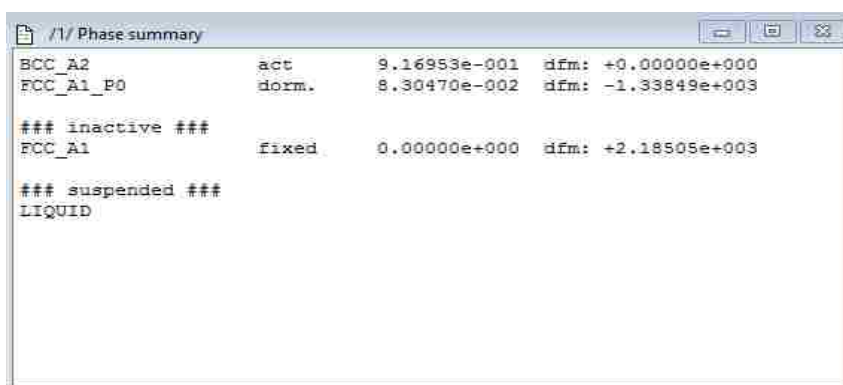 /1/ Phase summary
BCC_A2 act 9.16953e-001 dfm: +0.00000e+000
FCC_A1_P0 dorm. 8.30470e-002 dfm: -1.33849e+003
### inactive ###
FCC_A1 fixed 0.00000e+000 dfm: +2.18505e+003
### suspended ###
LIQUID